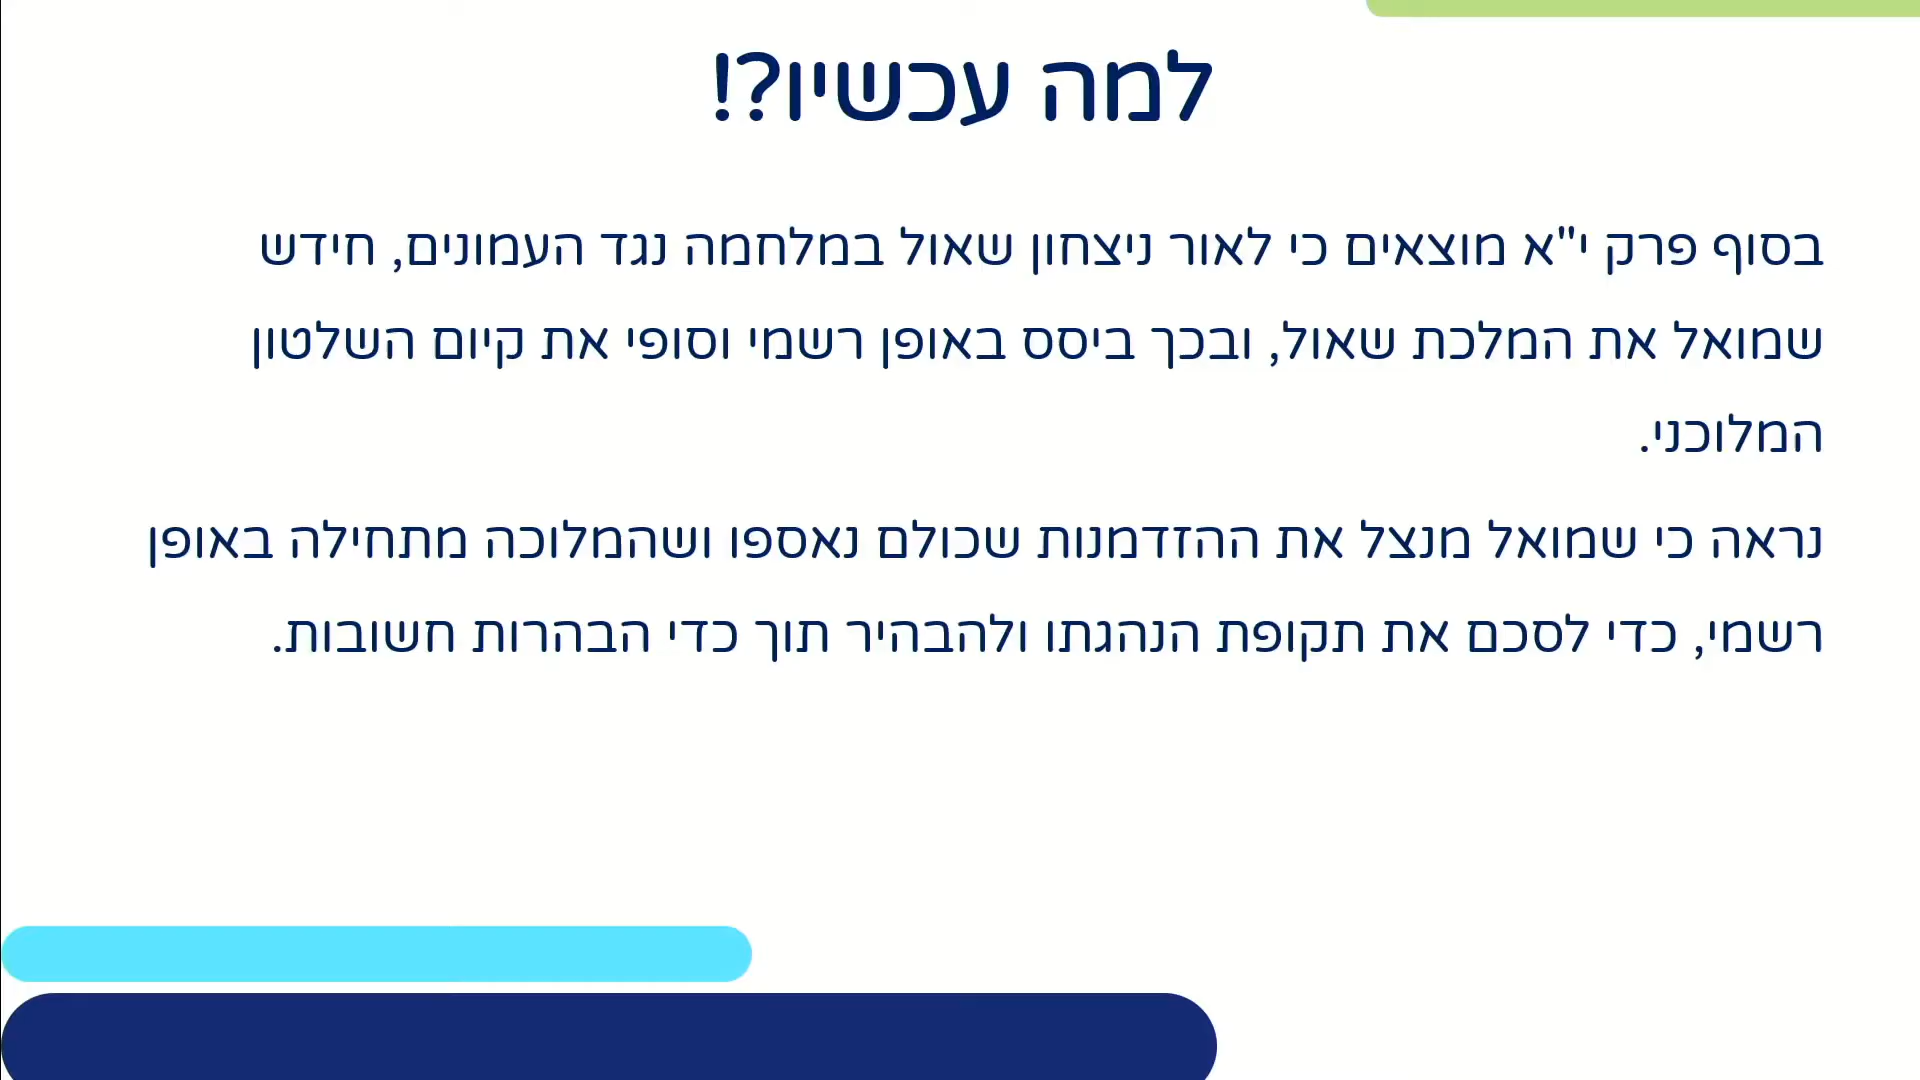 למה עכשיו?!
בסוף פרק י"א מוצאים כי לאור ניצחון שאול במלחמה נגד העמונים, חידש
שמואל את המלכת שאול, ובכך ביסס באופן רשמי וסופי את קיום השלטון
המלוכני.
נראה כי שמואל מנצל את ההזדמנות שכולם נאספו ושהמלוכה מתחילה באופן
רשמי, כדי לסכם את תקופת הנהגתו ולהבהיר תוך כדי הבהרות חשובות.